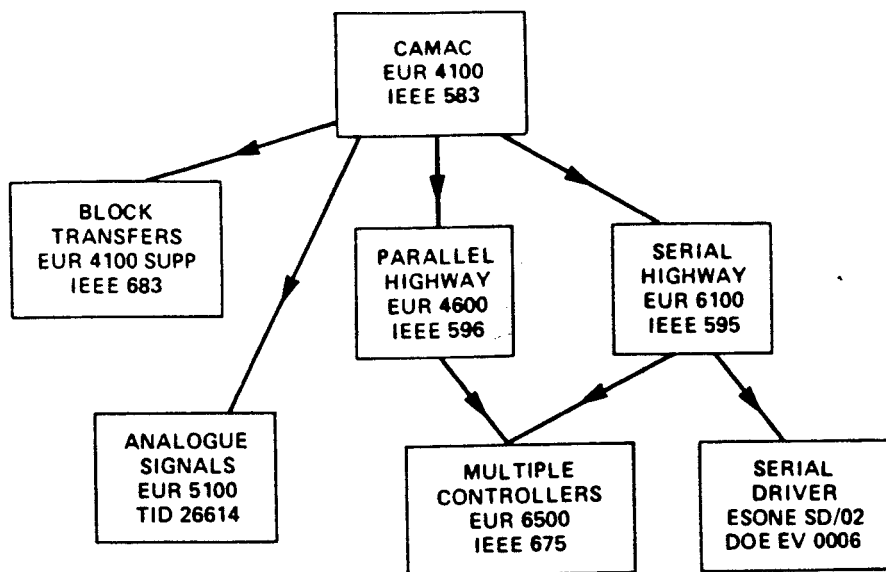 CAMAC
EUR 4100
IEEE 583
BLOCK
TRANSFERS
EUR 4100 SUPP
IEEE 683
PARALLEL
HIGHWAY
EUR 4600
IEEE 596
SERIAL
HIGHWAY
EUR 6100
IEEE 595
ANALOGUE
SIGNALS
EUR 5100
TID 26614
MULTIPLE
CONTROLLERS
EUR 6500
IEEE 675
SERIAL
DRIVER
ESONE SD/02
DOE EV 0006